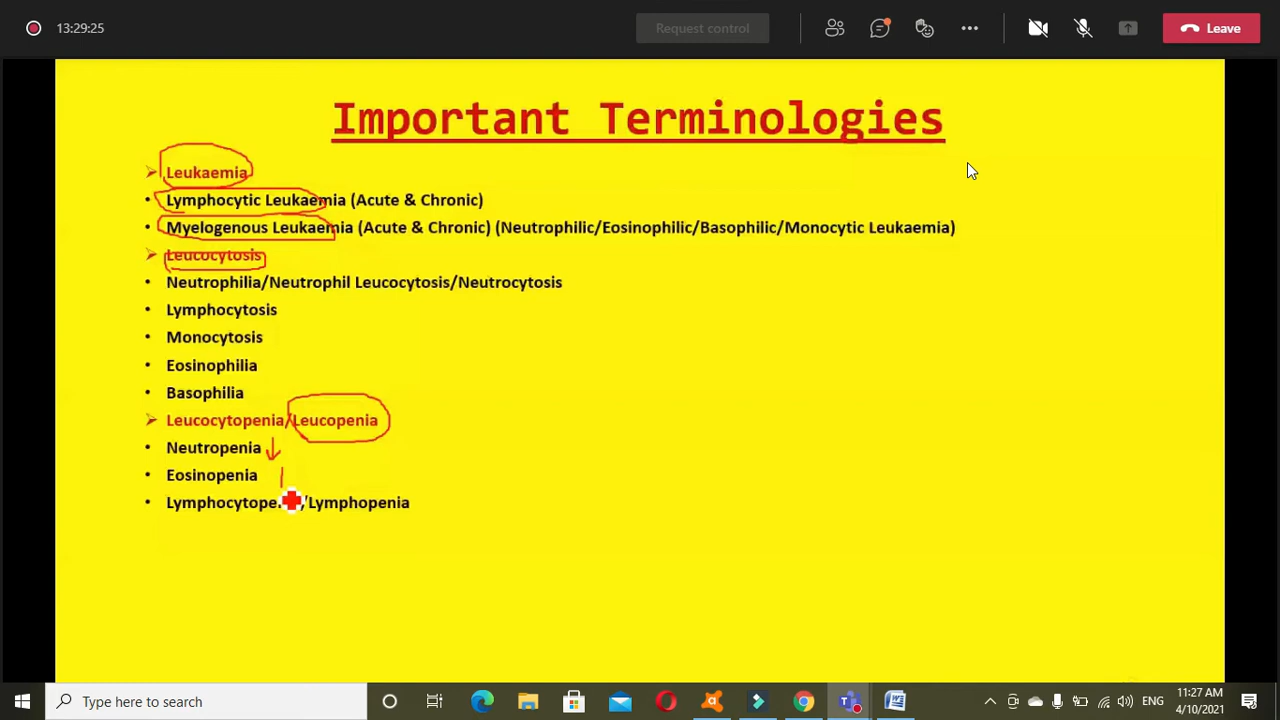 13:29:25
Request control
Leave
Important Terminologies
Leukaemia
Lymphocytic Leukaemia (Acute & Chronic)
Myelogenous Leukaemia (Acute & Chronic) (Neutrophilic/Eosinophilic/Basophilic/Monocytic Leukaemia)
Leucocytosis
Neutrophilia/Neutrophil Leucocytosis/Neutrocytosis
Lymphocytosis
Monocytosis
Eosinophilia
Basophilia
Leucocytopenia/Leucopenia
Neutropenia
Eosinopenia
/Lymphopenia
Type here to search
ENG
11:27 AM
4/10/2021